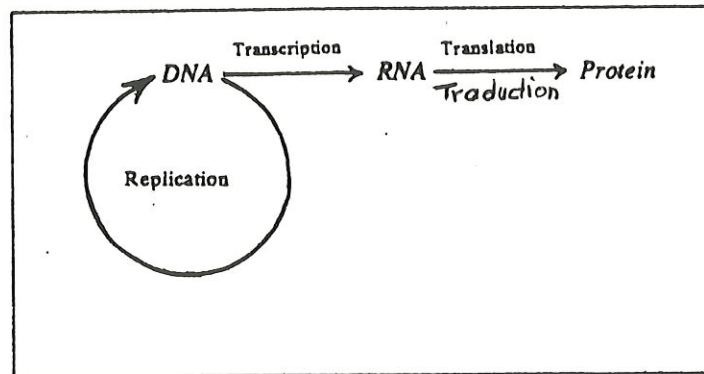 Transcription Translation
DNA RNA Protein
Traduction
Replication